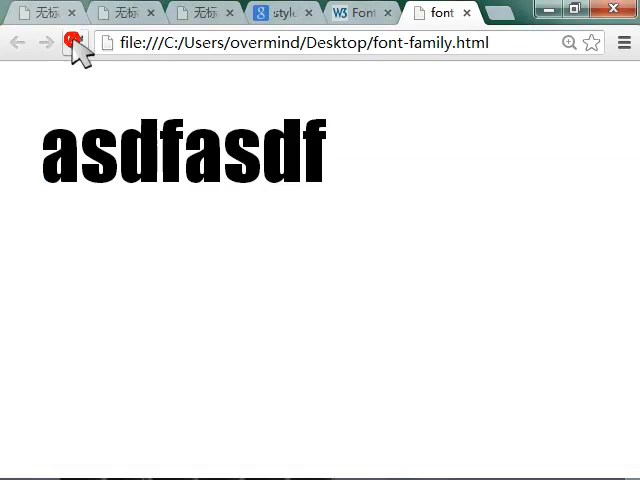 无标 无标 无标 style Font font
file:///C:/Users/overmind/Desktop/font-family.html
asdfasdf